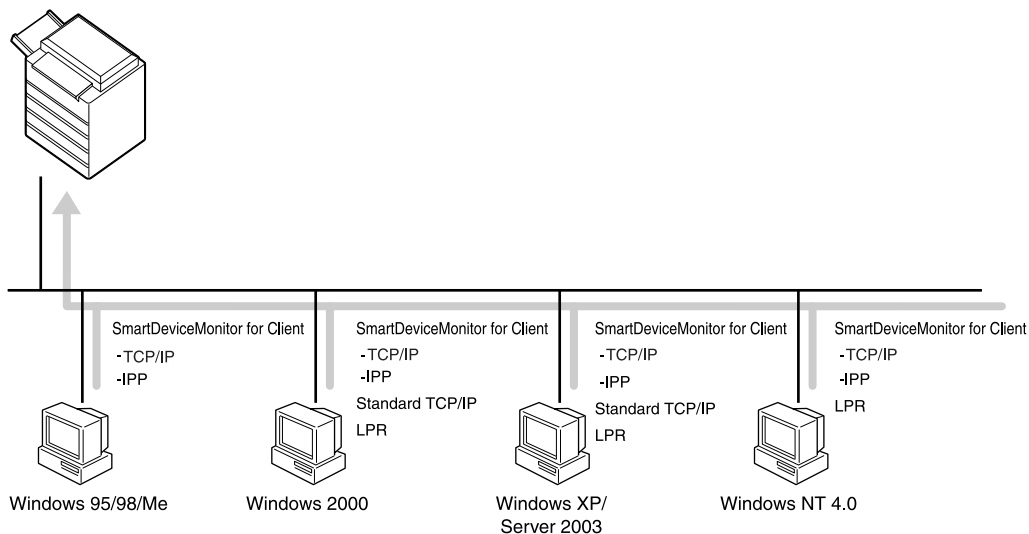 SmartDeviceMonitor for Client
-TCP/IP
-IPP
Windows 95/98/Me
SmartDeviceMonitor for Client
-TCP/IP
-IPP
Standard TCP/IP
LPR
Windows 2000
SmartDeviceMonitor for Client
-TCP/IP
-IPP
Standard TCP/IP
LPR
Windows XP/
Server 2003
SmartDeviceMonitor for Client
-TCP/IP
-IPP
LPR
Windows NT 4.0